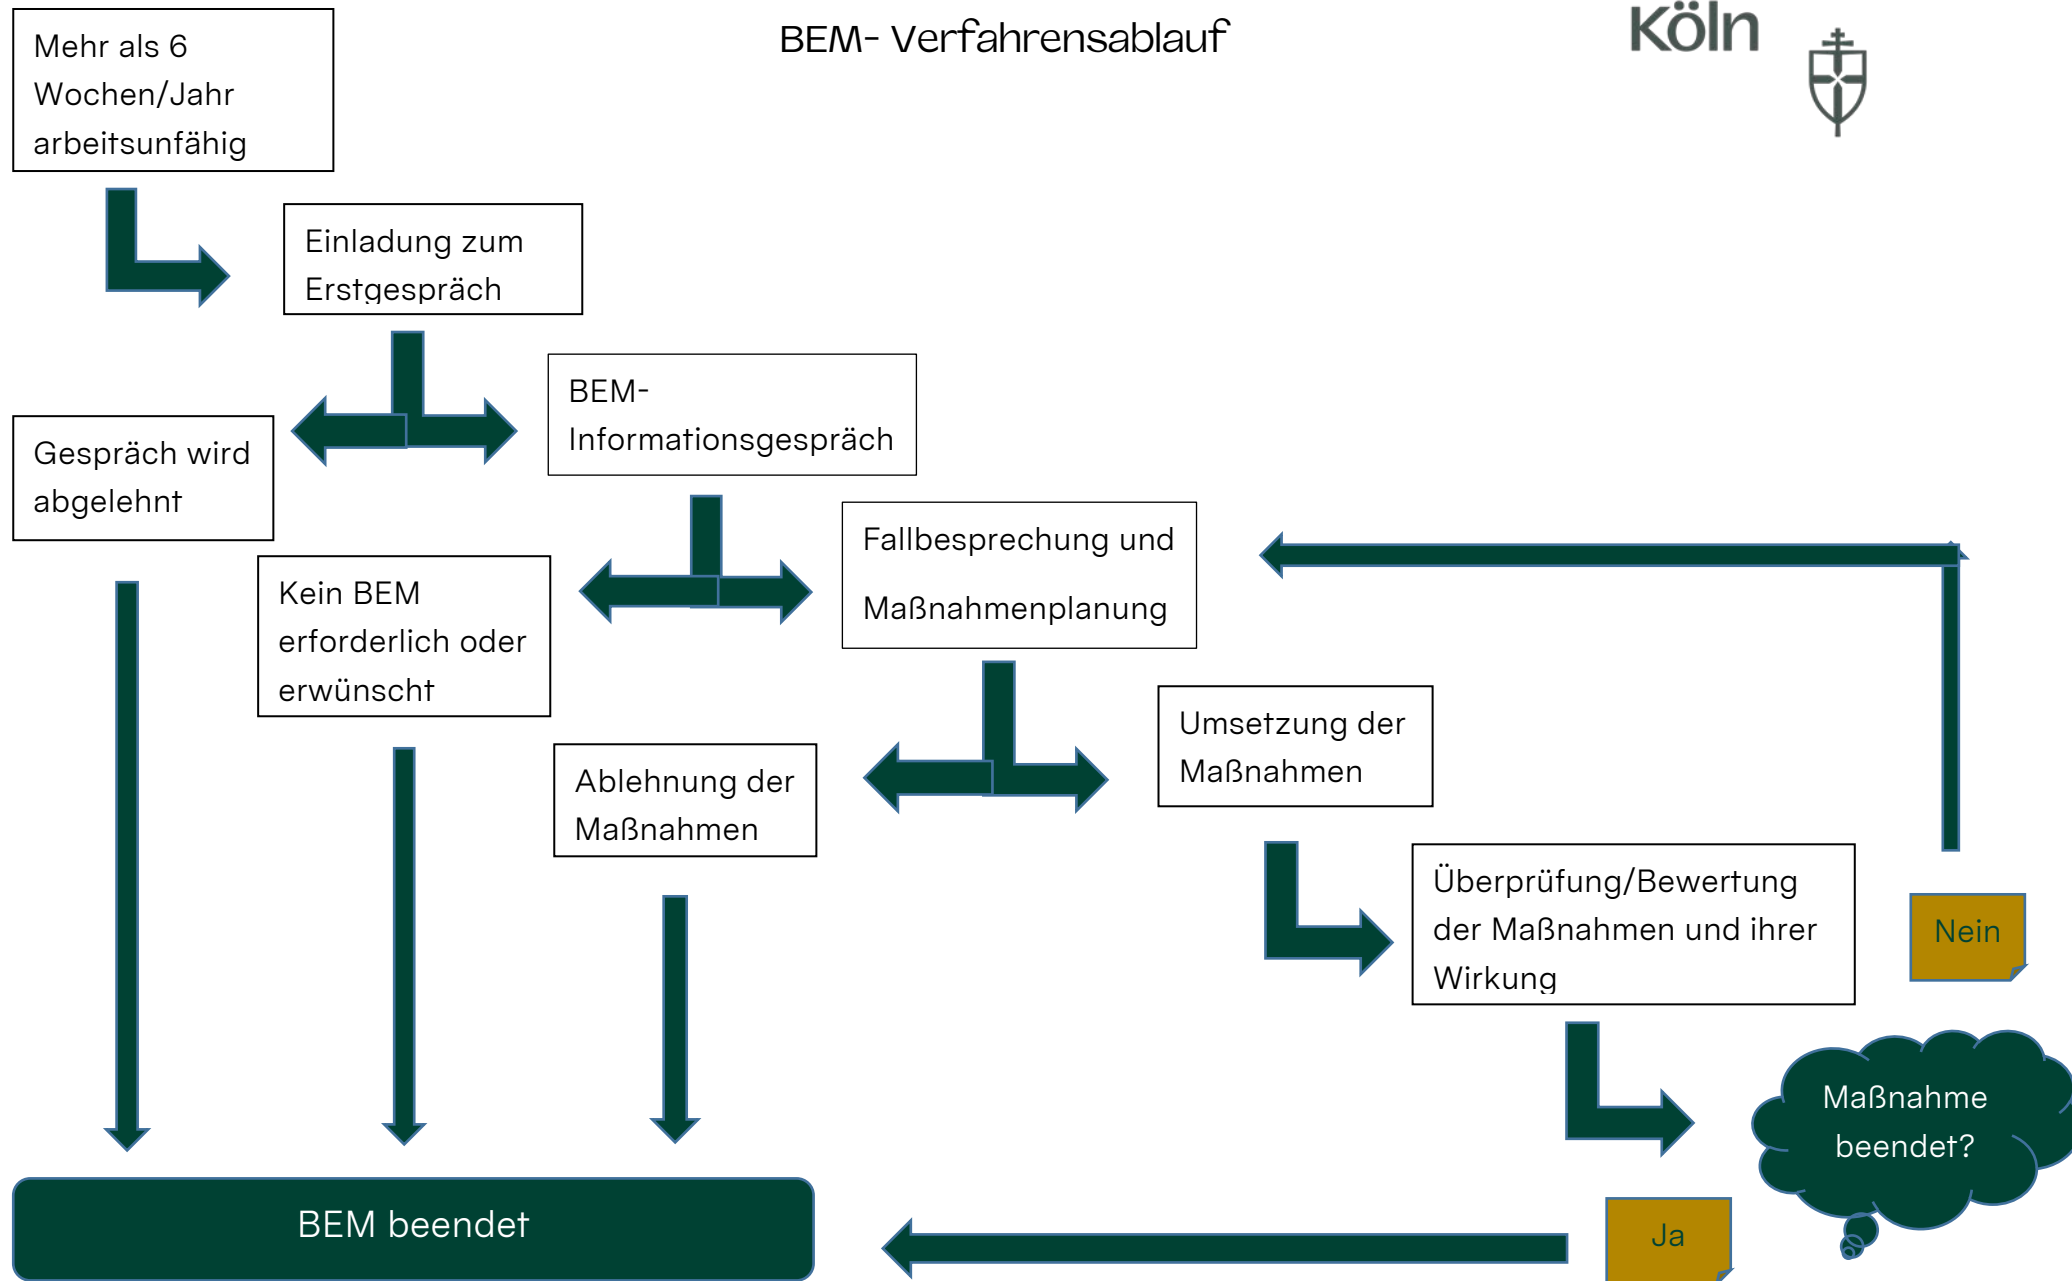 BEM- Verfahrensablauf
Köln
Mehr als 6
Wochen/Jahr
arbeitsunfähig
Einladung zum
Erstgespräch
BEM-
Informationsgespräch
Gespräch wird
abgelehnt
Fallbesprechung und
Maßnahmenplanung
Kein BEM
erforderlich oder
erwünscht
Umsetzung der
Maßnahmen
Ablehnung der
Maßnahmen
Überprüfung/Bewertung
der Maßnahmen und ihrer
Wirkung
Nein
Maßnahme
beendet?
Ja
BEM beendet